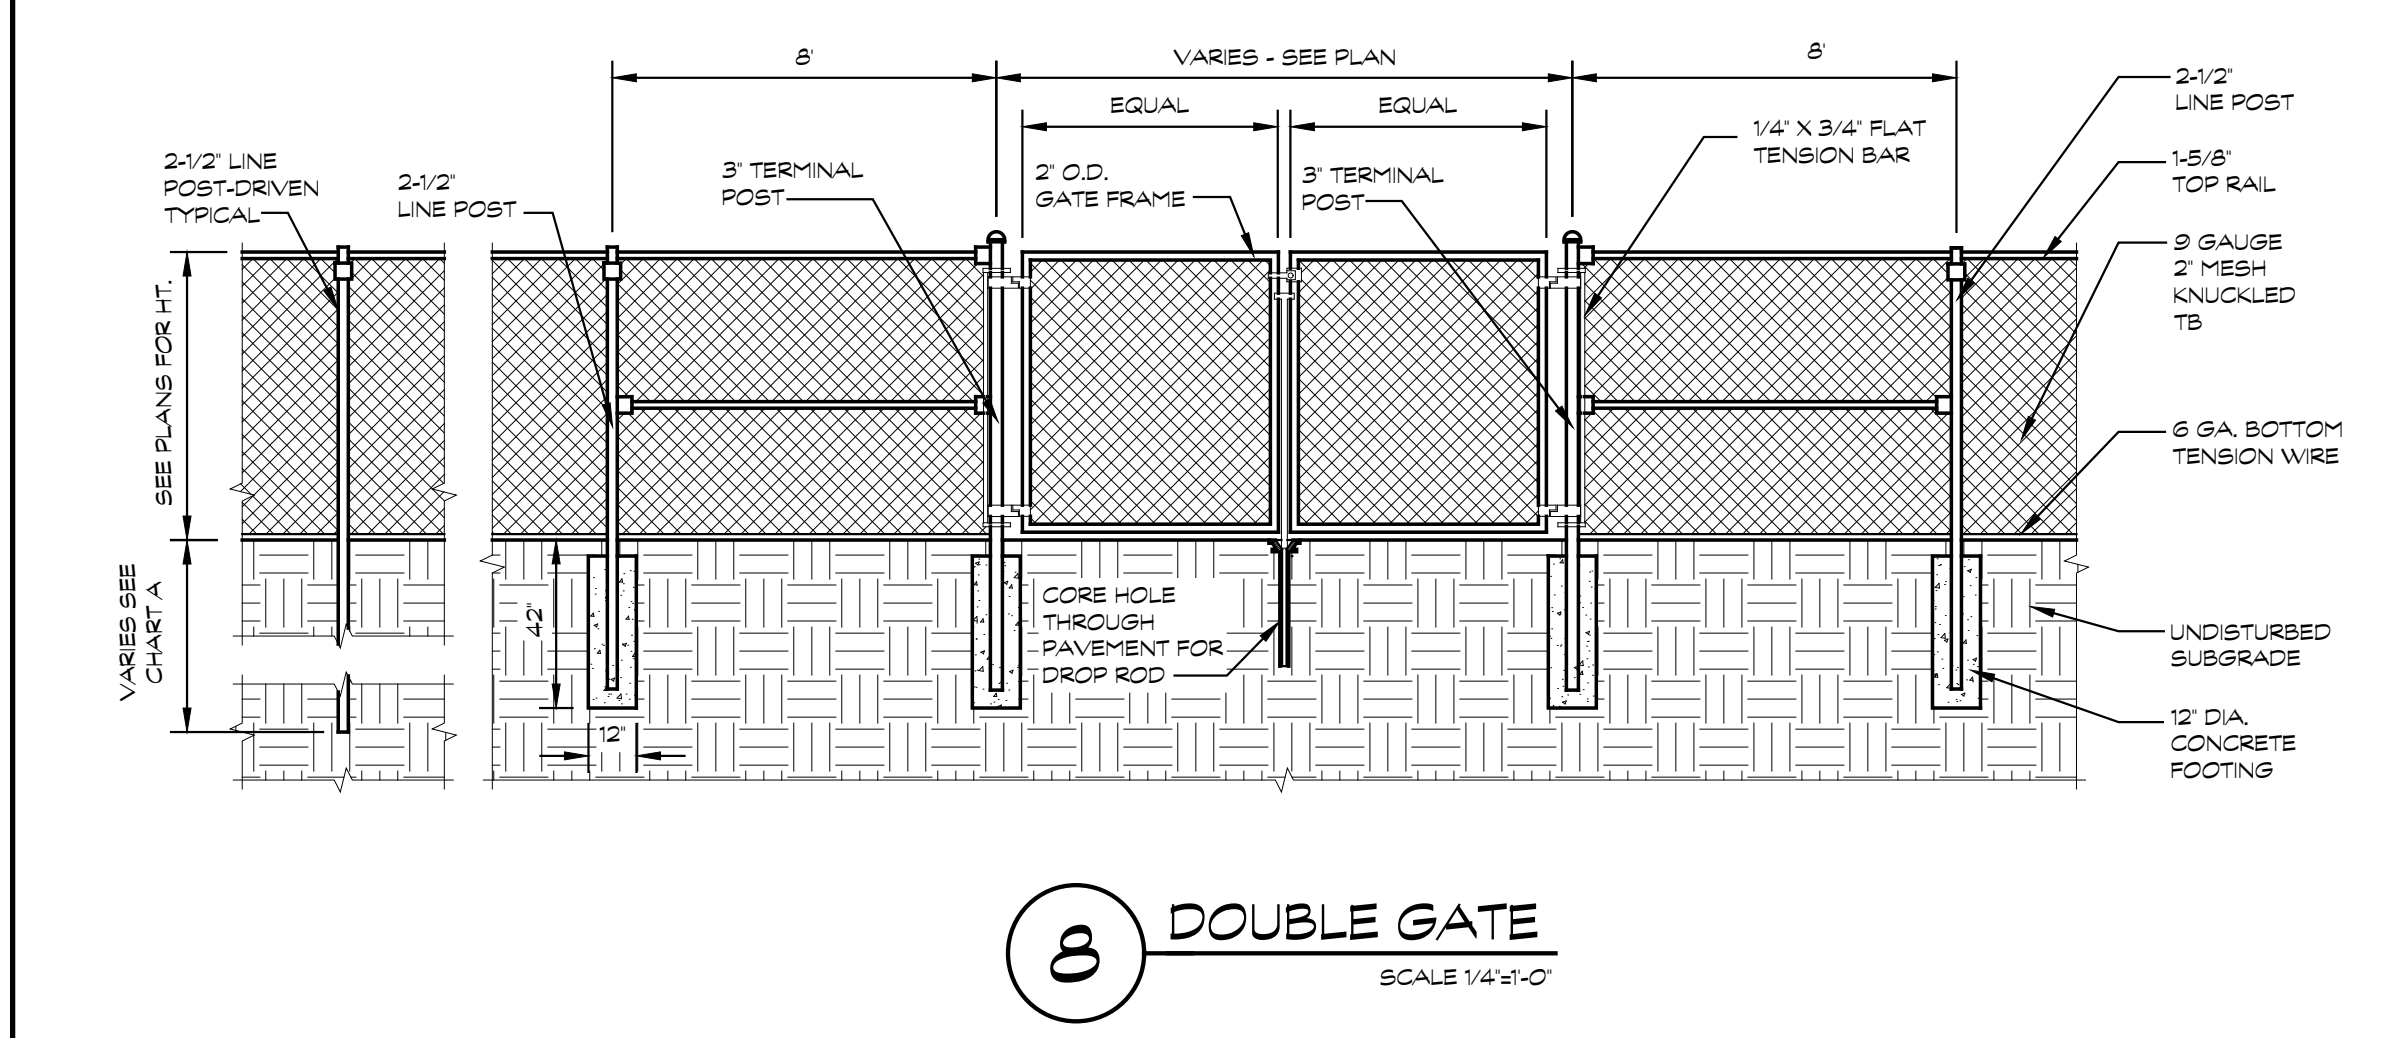 8'
VARIES - SEE PLAN
8'
EQUAL
EQUAL
2-1/2"
LINE POST
1/4" X 3/4" FLAT
TENSION BAR
2-1/2" LINE
POST-DRIVEN
TYPICAL
2-1/2"
LINE POST
3" TERMINAL
POST
2" O.D.
GATE FRAME
3" TERMINAL
POST
1-5/8"
TOP RAIL
9 GAUGE
2" MESH
KNUCKLED
TB
SEE PLANS FOR HT.
6 GA. BOTTOM
TENSION WIRE
VARIES SEE
CHART A
42"
12"
CORE HOLE
THROUGH
PAVEMENT FOR
DROP ROD
UNDISTURBED
SUBGRADE
12" DIA.
CONCRETE
FOOTING
8
DOUBLE GATE
SCALE 1/4"=1'-0"